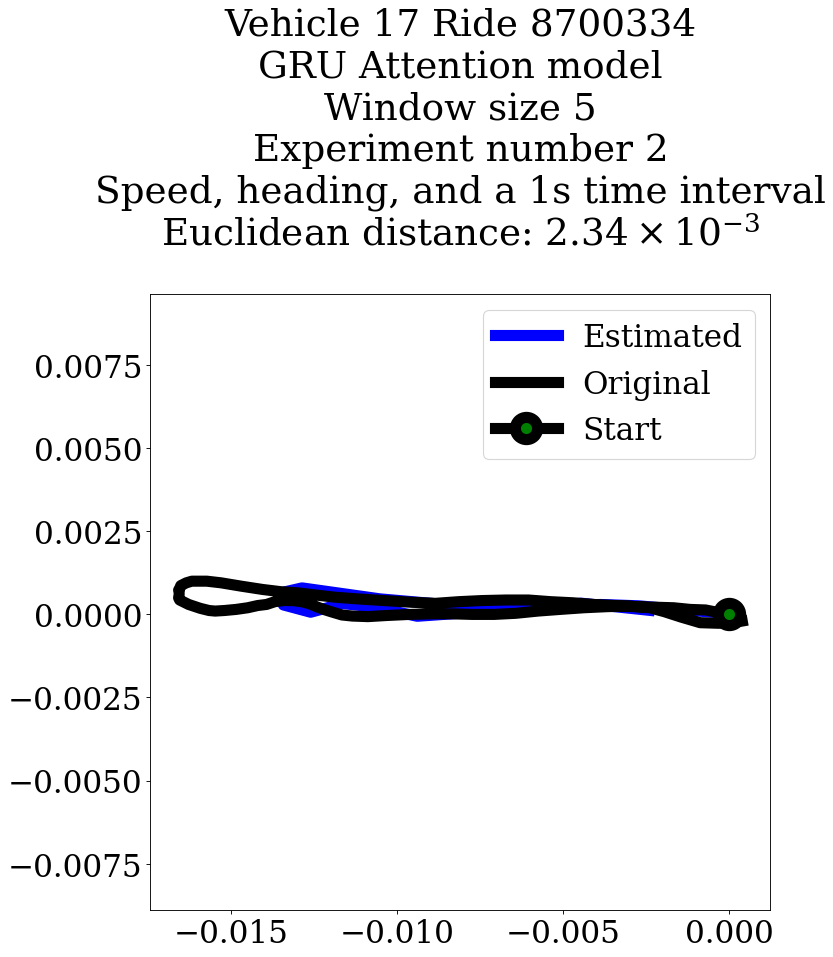 Vehicle 17 Ride 8700334
GRU Attention model
Window size 5
Experiment number 2
Speed, heading, and a 1s time interval
Euclidean distance: 2.34 × 10⁻³
Estimated
Original
Start
0.0075
0.0050
0.0025
0.0000
−0.0025
−0.0050
−0.0075
−0.015
−0.010
−0.005
0.000